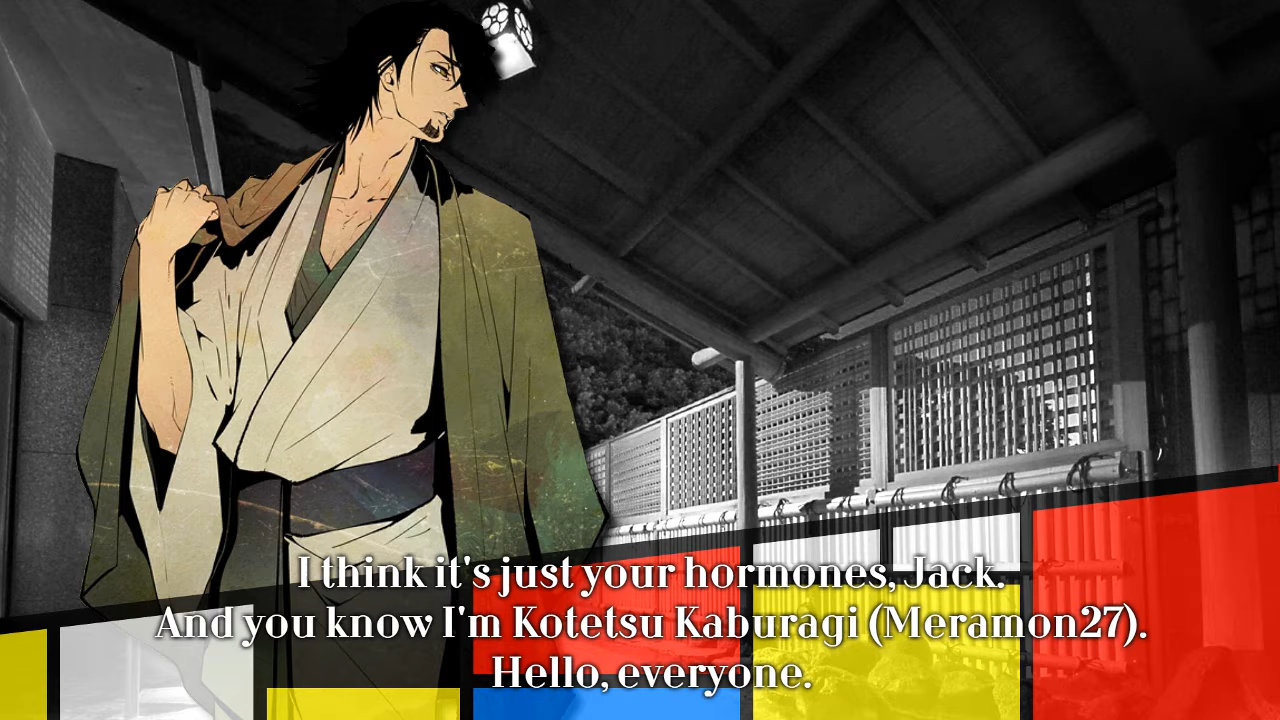 I think it's just your hormones, Jack.
And you know I'm Kotetsu Kaburagi (Meramon27).
Hello, everyone.